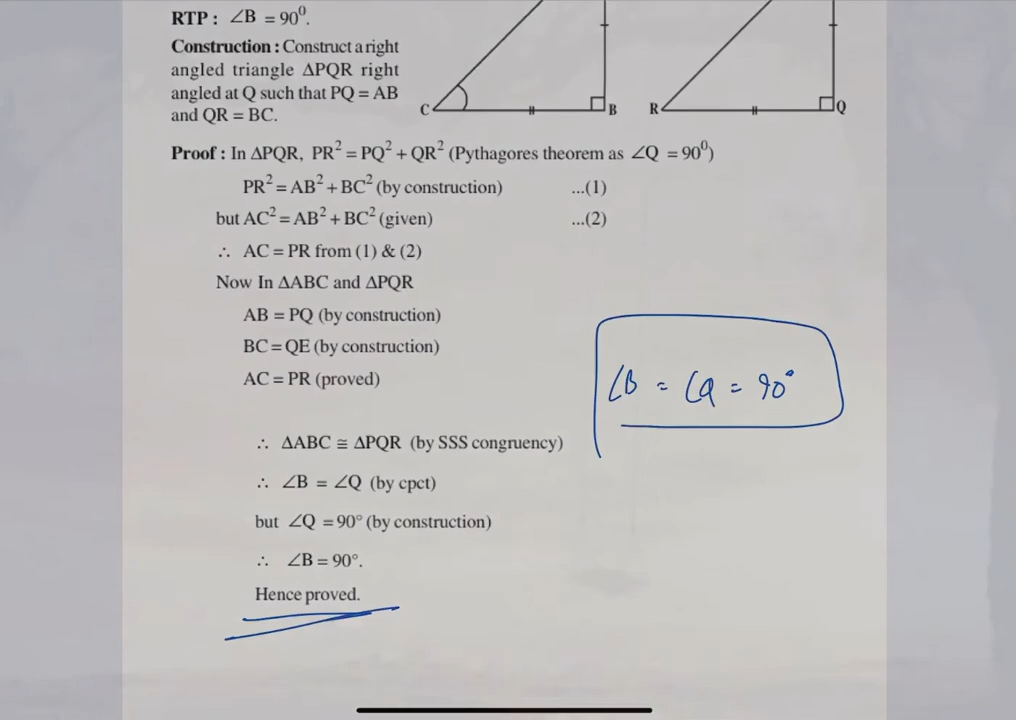 RTP : ∠B = 90⁰.
Construction : Construct a right
angled triangle ΔPQR right
angled at Q such that PQ = AB
and QR = BC.
C
B
R
Q
Proof : In ΔPQR, PR² = PQ² + QR² (Pythagores theorem as ∠Q = 90⁰)
PR² = AB² + BC² (by construction) ...(1)
but AC² = AB² + BC² (given) ...(2)
∴ AC = PR from (1) & (2)
Now In ΔABC and ΔPQR
AB = PQ (by construction)
BC = QE (by construction)
AC = PR (proved)
∠B = ∠Q = 90°
∴ ΔABC ≅ ΔPQR (by SSS congruency)
∴ ∠B = ∠Q (by cpct)
but ∠Q = 90° (by construction)
∴ ∠B = 90°.
Hence proved.